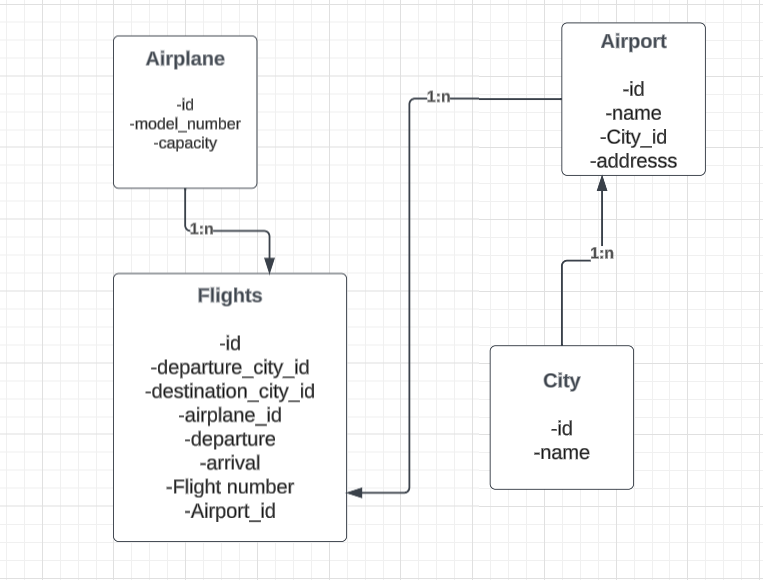 Airplane
-id
-model_number
-capacity
1:n
Flights
-id
-departure_city_id
-destination_city_id
-airplane_id
-departure
-arrival
-Flight number
-Airport_id
1:n
Airport
-id
-name
-City_id
-addresss
1:n
City
-id
-name